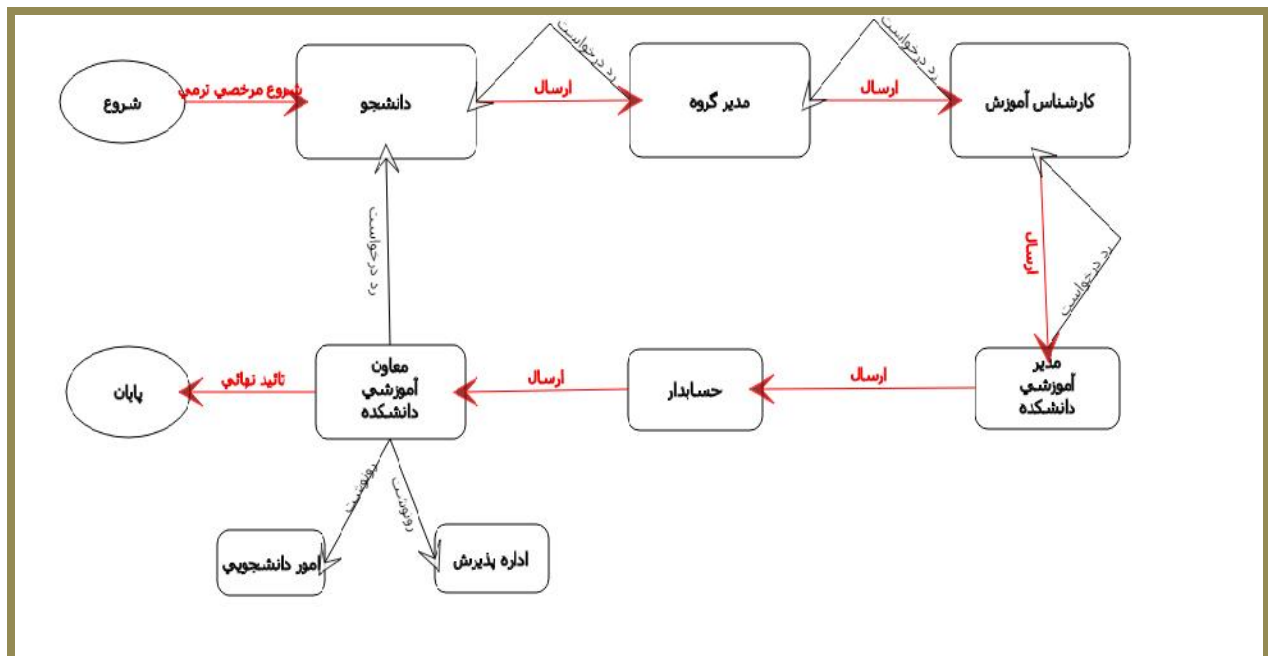 شروع
شروع مرخصي ترمي
دانشجو
ارسال
رد درخواست
مدير گروه
ارسال
رد درخواست
كارشناس آموزش
ارسال
رد درخواست
مدير
آموزشي
دانشكده
ارسال
حسابدار
ارسال
معاون
آموزشي
دانشكده
رد درخواست
تائيد نهائي
پايان
رونوشت
رونوشت
امور دانشجويي
اداره پذيرش